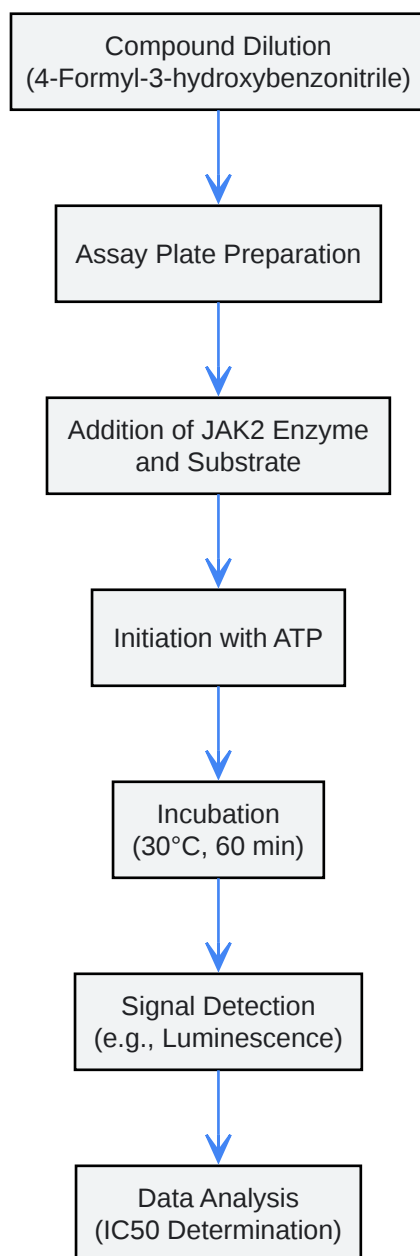 Compound Dilution
(4-Formyl-3-hydroxybenzonitrile)
Assay Plate Preparation
Addition of JAK2 Enzyme
and Substrate
Initiation with ATP
Incubation
(30°C, 60 min)
Signal Detection
(e.g., Luminescence)
Data Analysis
(IC50 Determination)